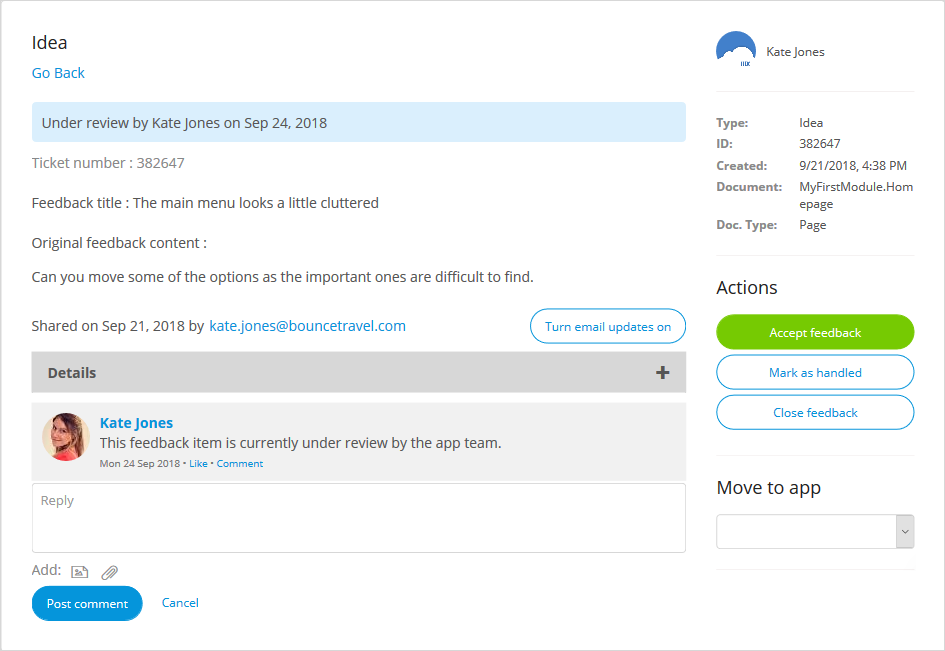 Idea
Go Back
Under review by Kate Jones on Sep 24, 2018
Ticket number : 382647
Feedback title : The main menu looks a little cluttered
Original feedback content :
Can you move some of the options as the important ones are difficult to find.
Shared on Sep 21, 2018 by kate.jones@bouncetravel.com
Turn email updates on
Details
Kate Jones
This feedback item is currently under review by the app team.
Mon 24 Sep 2018 • Like • Comment
Reply
Add:
Post comment
Cancel
Kate Jones
Type: Idea
ID: 382647
Created: 9/21/2018, 4:38 PM
Document: MyFirstModule.Hom
epage
Doc. Type: Page
Actions
Accept feedback
Mark as handled
Close feedback
Move to app